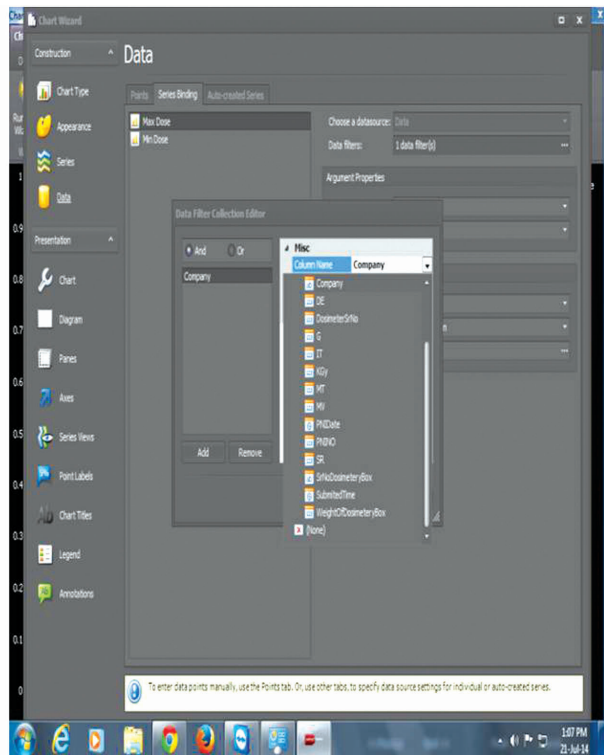 Chart Wizard
Construction
Chart Type
Appearance
Series
Data
Presentation
Chart
Diagram
Panes
Axes
Series Views
Point Labels
Chart Titles
Legend
Annotations
Data
Points Series Binding Auto-created Series
Max Dose
Min Dose
Choose a datasource: Data
Data filters: 1 data filter(s)
Argument Properties
Data Filter Collection Editor
And Or
Company
Add Remove
Misc
Column Name Company
Company
DE
DosimeterSrNo
G
IT
KGy
MT
MV
PNIDate
PNINO
SR
SrNoDosimeteryBox
SubmitedTime
WeightOfDosimeteryBox
(None)
1
0.9
0.8
0.7
0.6
0.5
0.4
0.3
0.2
0.1
0
To enter data points manually, use the Points tab. Or, use other tabs, to specify data source settings for individual or auto-created series.
1:07 PM
21-Jul-14